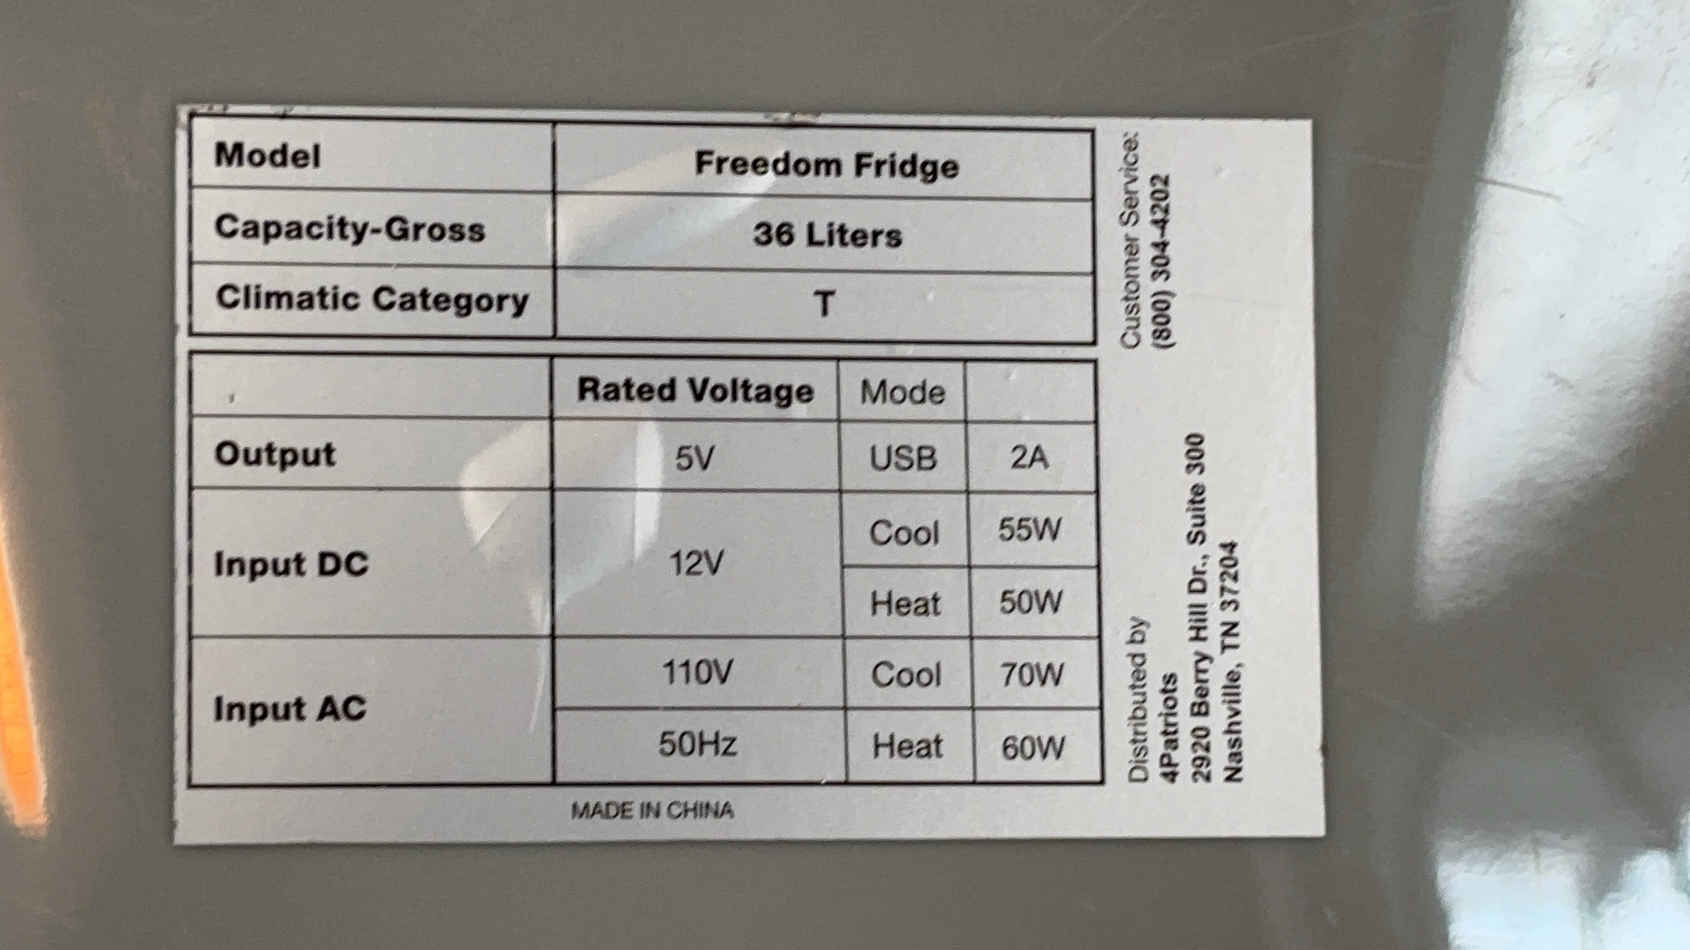 Model Freedom Fridge
Capacity-Gross 36 Liters
Climatic Category T
Rated Voltage Mode
Output 5V USB 2A
Input DC 12V Cool 55W
Heat 50W
Input AC 110V Cool 70W
50Hz Heat 60W
MADE IN CHINA
Customer Service:
(800) 304-4202
Distributed by
4Patriots
2920 Berry Hill Dr., Suite 300
Nashville, TN 37204